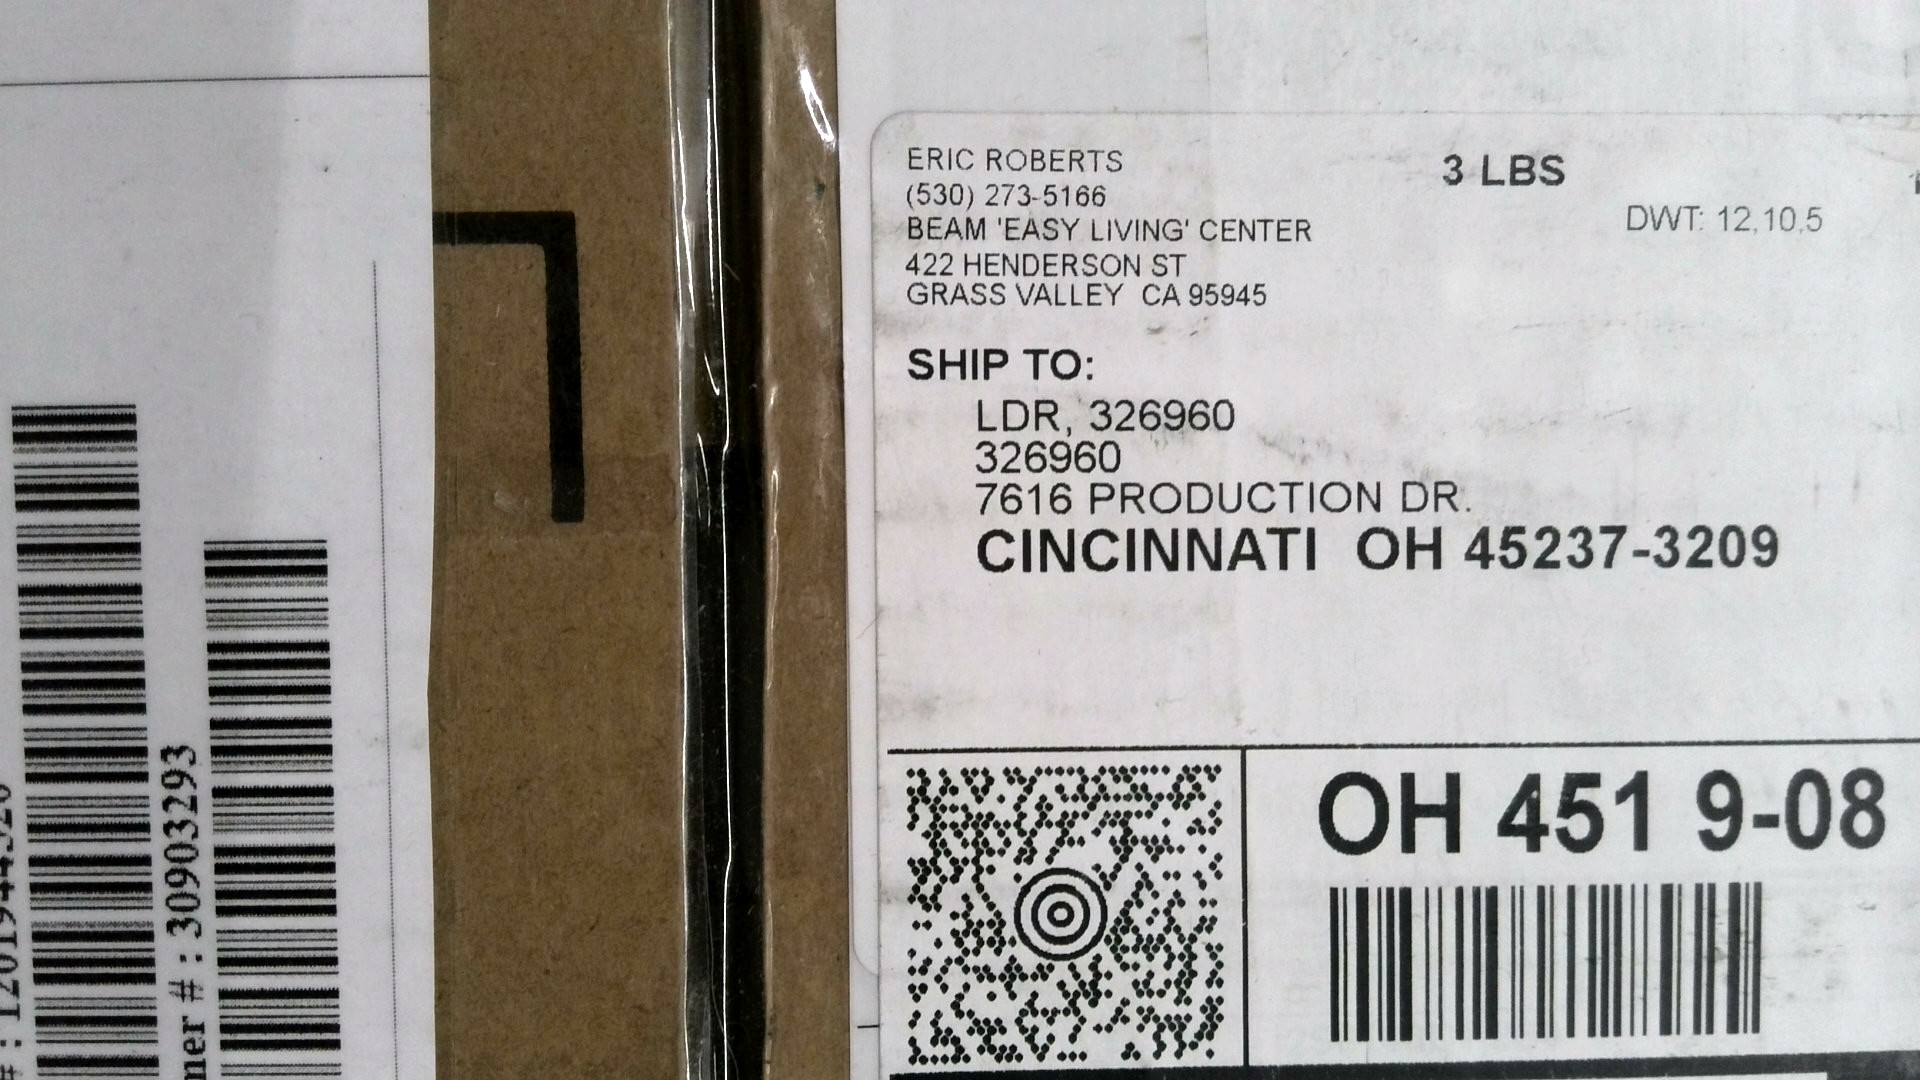 ERIC ROBERTS
(530) 273-5166
BEAM 'EASY LIVING' CENTER
422 HENDERSON ST
GRASS VALLEY CA 95945
3 LBS
DWT: 12,10,5
SHIP TO:
LDR, 326960
326960
7616 PRODUCTION DR.
CINCINNATI OH 45237-3209
OH 451 9-08
mer # : 30903293